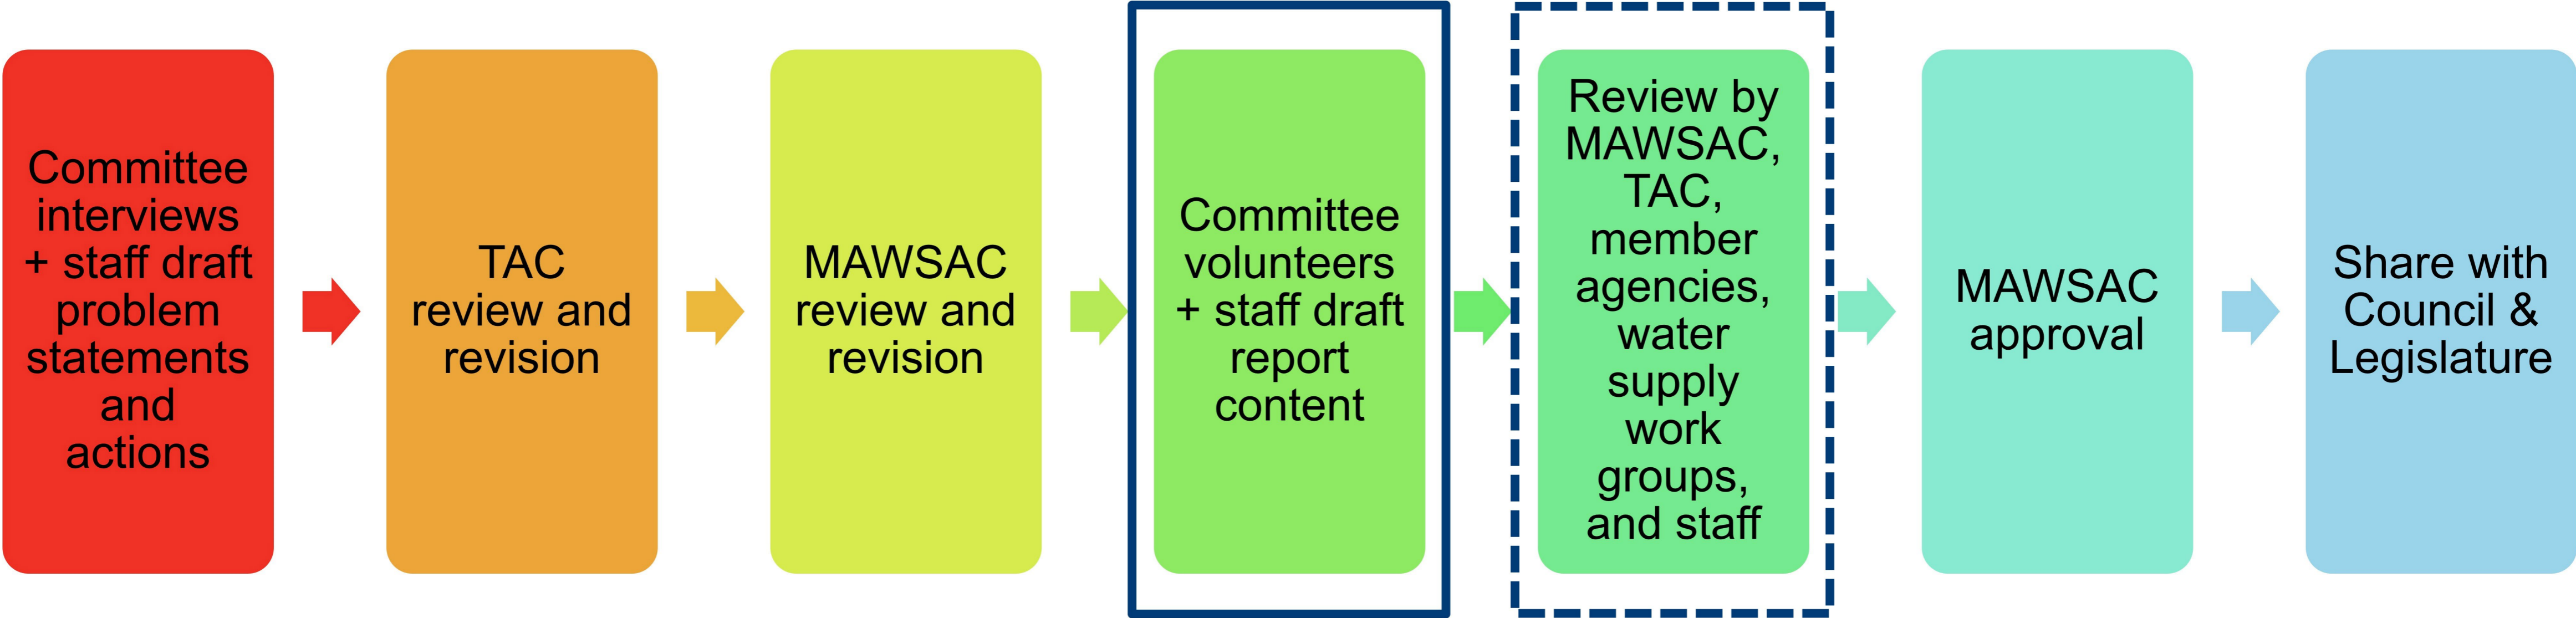 Committee
interviews
+ staff draft
problem
statements
and
actions
TAC
review and
revision
MAWSAC
review and
revision
Committee
volunteers
+ staff draft
report
content
Review by
MAWSAC,
TAC,
member
agencies,
water
supply
work
groups,
and staff
MAWSAC
approval
Share with
Council &
Legislature